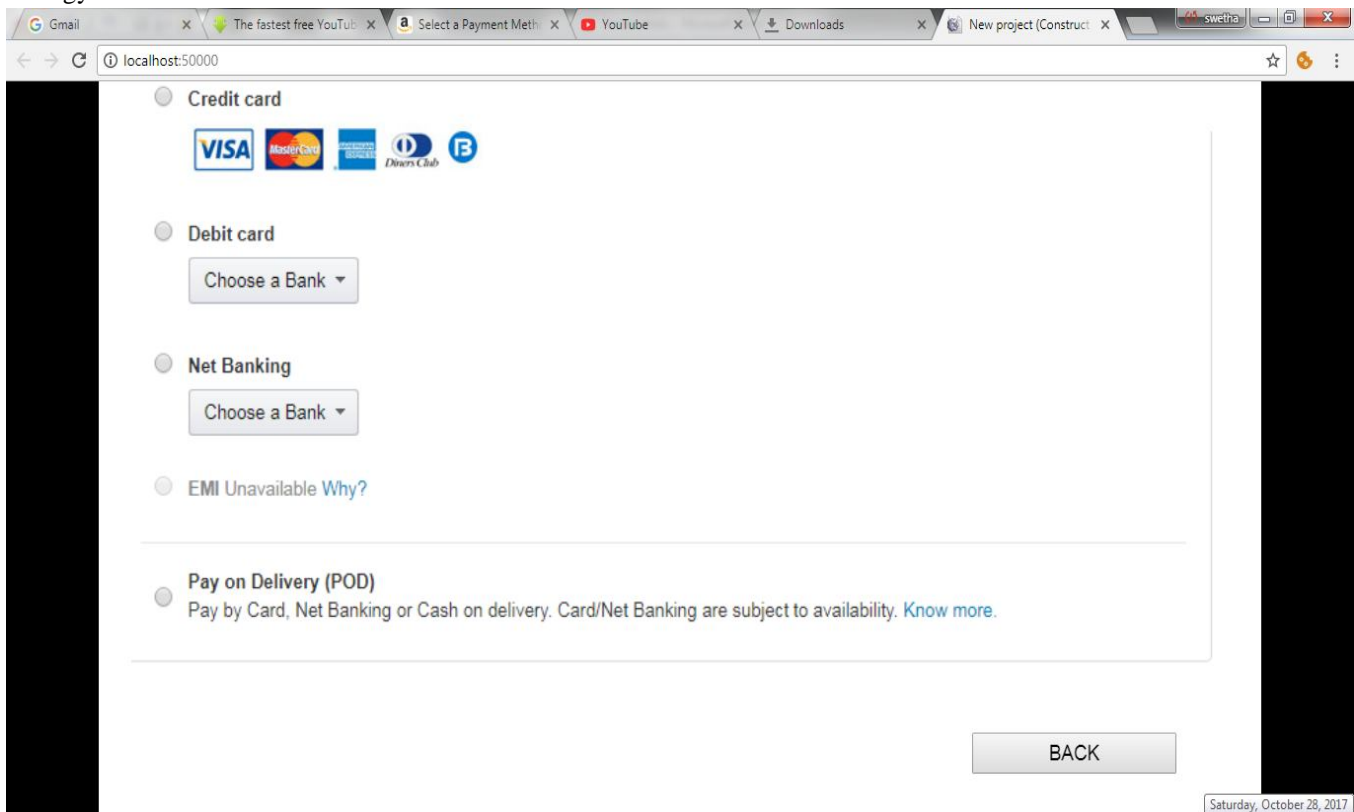 Gmail
The fastest free YouTub
a Select a Payment Meth
YouTube
Downloads
New project (Construct
swetha
localhost:50000
Credit card
VISA MasterCard AMERICAN EXPRESS Diners Club B
Debit card
Choose a Bank
Net Banking
Choose a Bank
EMI Unavailable Why?
Pay on Delivery (POD)
Pay by Card, Net Banking or Cash on delivery. Card/Net Banking are subject to availability. Know more.
BACK
Saturday, October 28, 2017